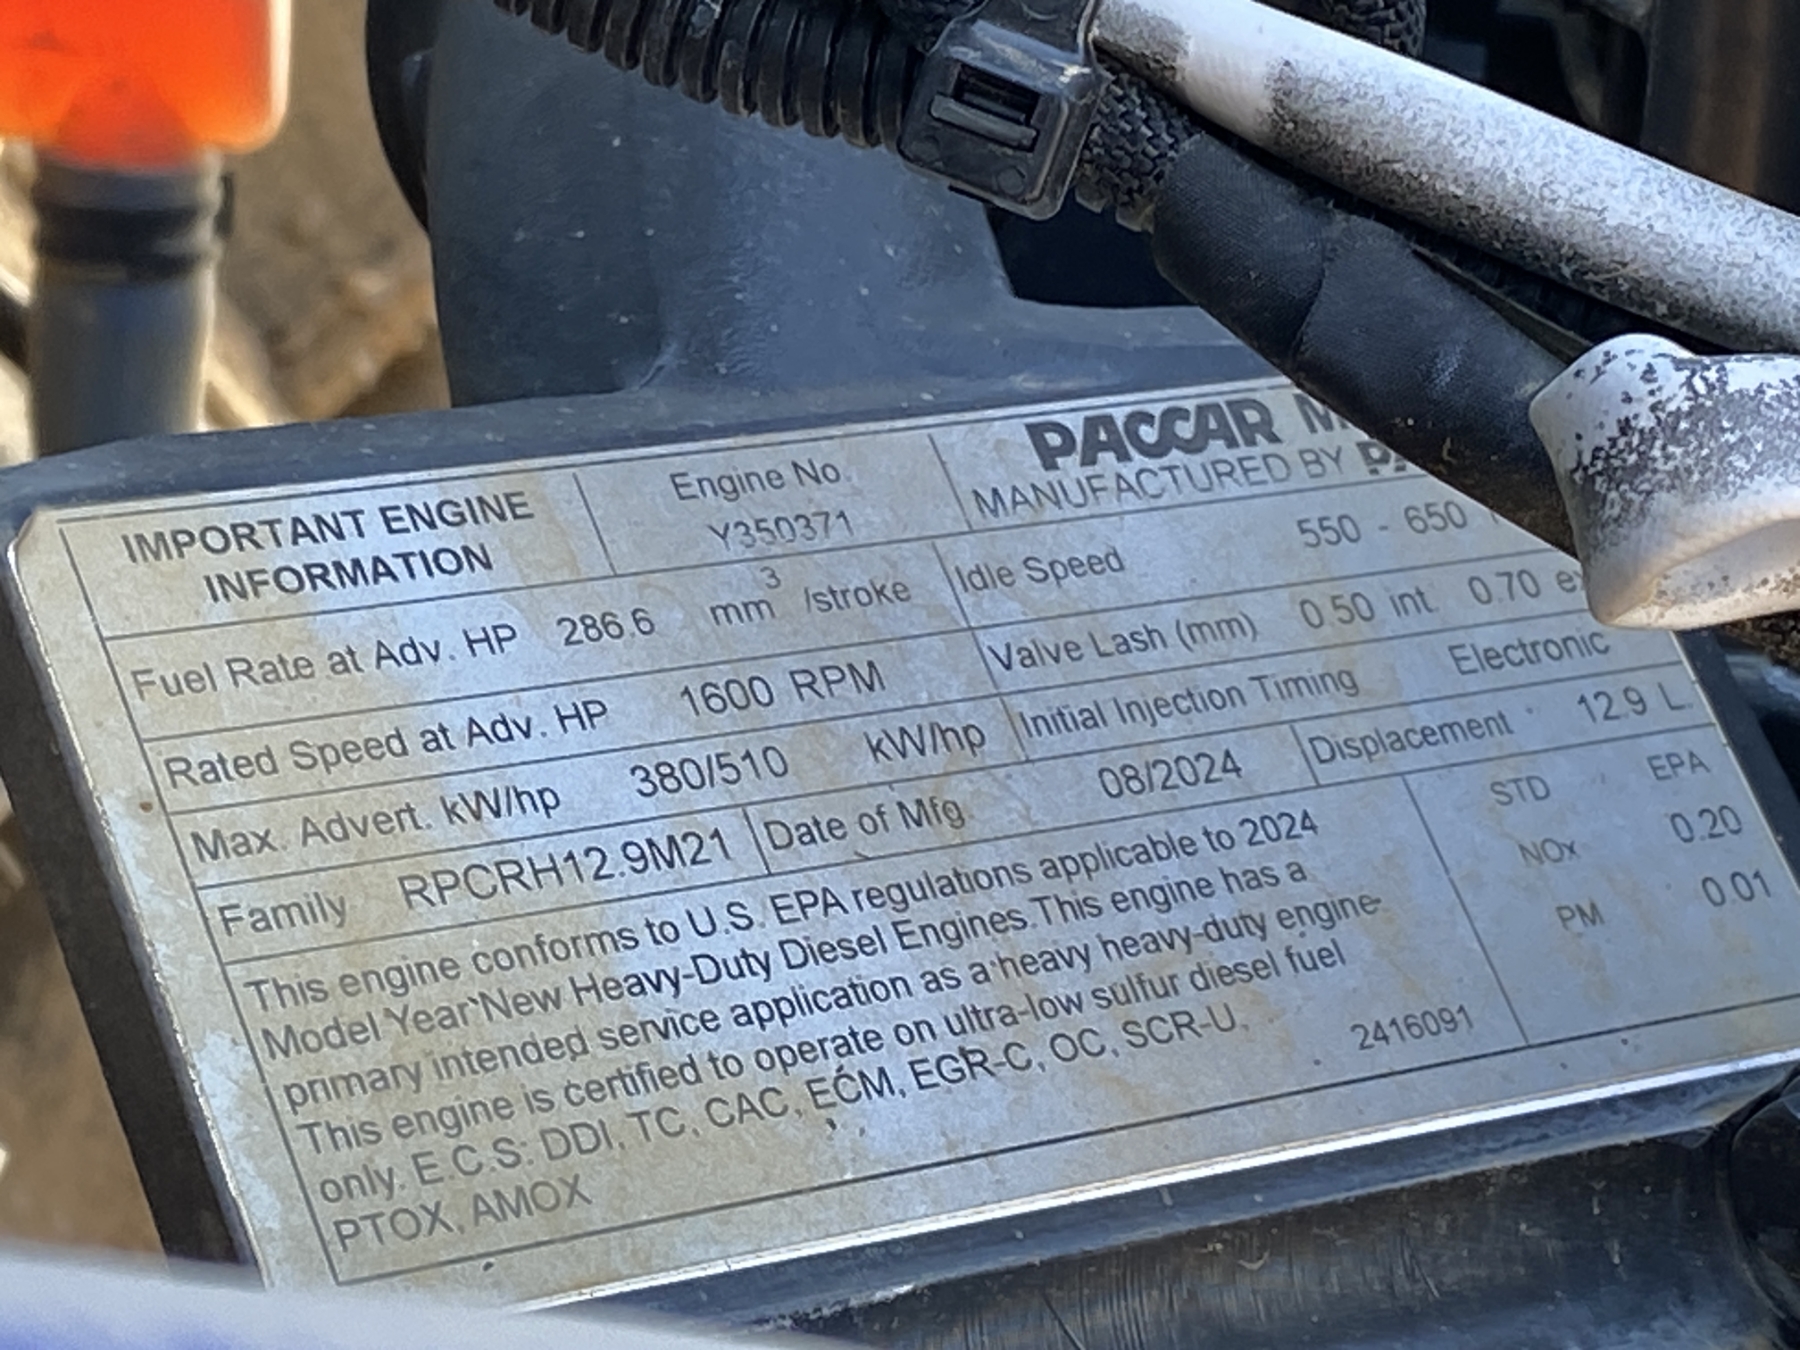 IMPORTANT ENGINE
INFORMATION
Engine No.
Y350371
PACCAR
MANUFACTURED BY
Fuel Rate at Adv. HP 286.6 mm³ /stroke
Idle Speed 550 - 650
Rated Speed at Adv. HP 1600 RPM
Valve Lash (mm) 0.50 int. 0.70
Max. Advert. kW/hp 380/510 kW/hp
Initial Injection Timing Electronic
Family RPCRH12.9M21
Date of Mfg. 08/2024
Displacement 12.9 L.
This engine conforms to U.S. EPA regulations applicable to 2024
Model Year New Heavy-Duty Diesel Engines. This engine has a
primary intended service application as a heavy heavy-duty engine.
This engine is certified to operate on ultra-low sulfur diesel fuel
only. E.C.S: DDI, TC, CAC, ECM, EGR-C, OC, SCR-U,
PTOX, AMOX
2416091
STD EPA
NOx 0.20
PM 0.01